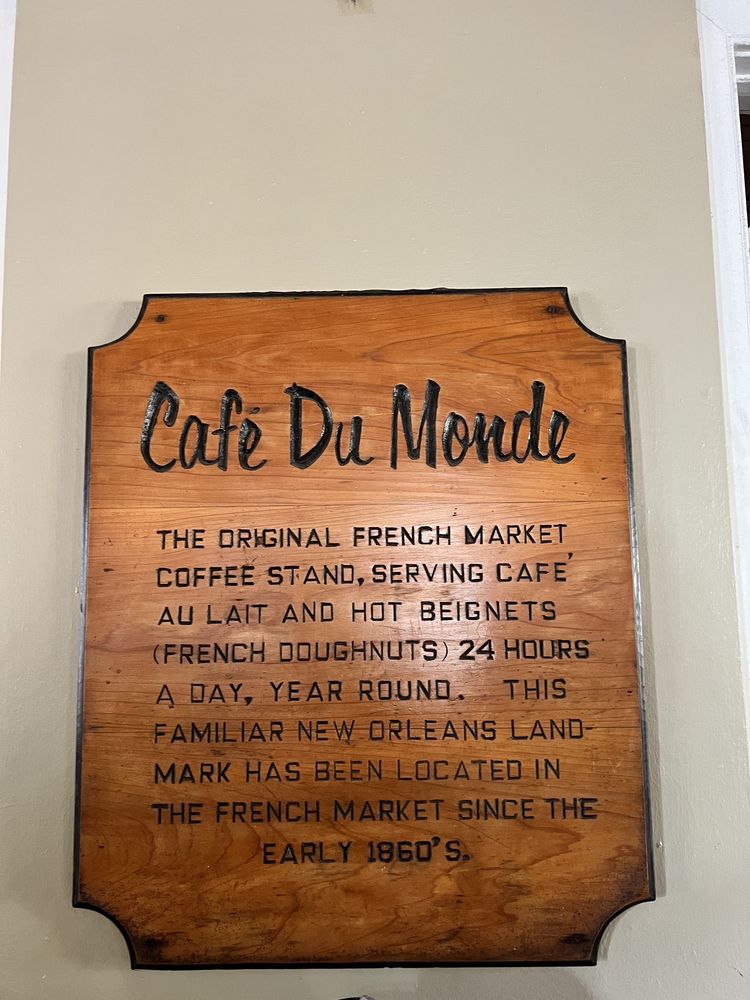 Café Du Monde
THE ORIGINAL FRENCH MARKET
COFFEE STAND, SERVING CAFE'
AU LAIT AND HOT BEIGNETS
(FRENCH DOUGHNUTS) 24 HOURS
A DAY, YEAR ROUND. THIS
FAMILIAR NEW ORLEANS LAND-
MARK HAS BEEN LOCATED IN
THE FRENCH MARKET SINCE THE
EARLY 1860'S.